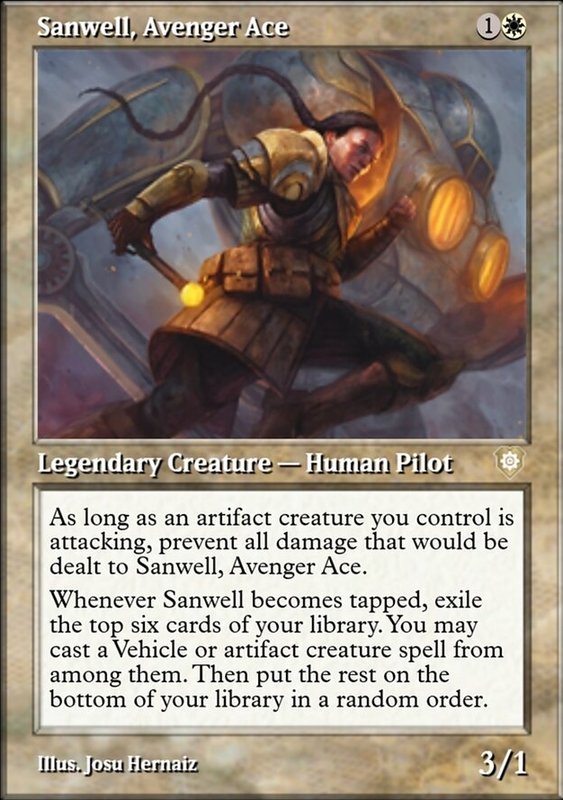 Sanwell, Avenger Ace 1
Legendary Creature — Human Pilot
As long as an artifact creature you control is
attacking, prevent all damage that would be
dealt to Sanwell, Avenger Ace.
Whenever Sanwell becomes tapped, exile
the top six cards of your library. You may
cast a Vehicle or artifact creature spell from
among them. Then put the rest on the
bottom of your library in a random order.
Illus. Josu Hernaiz 3/1